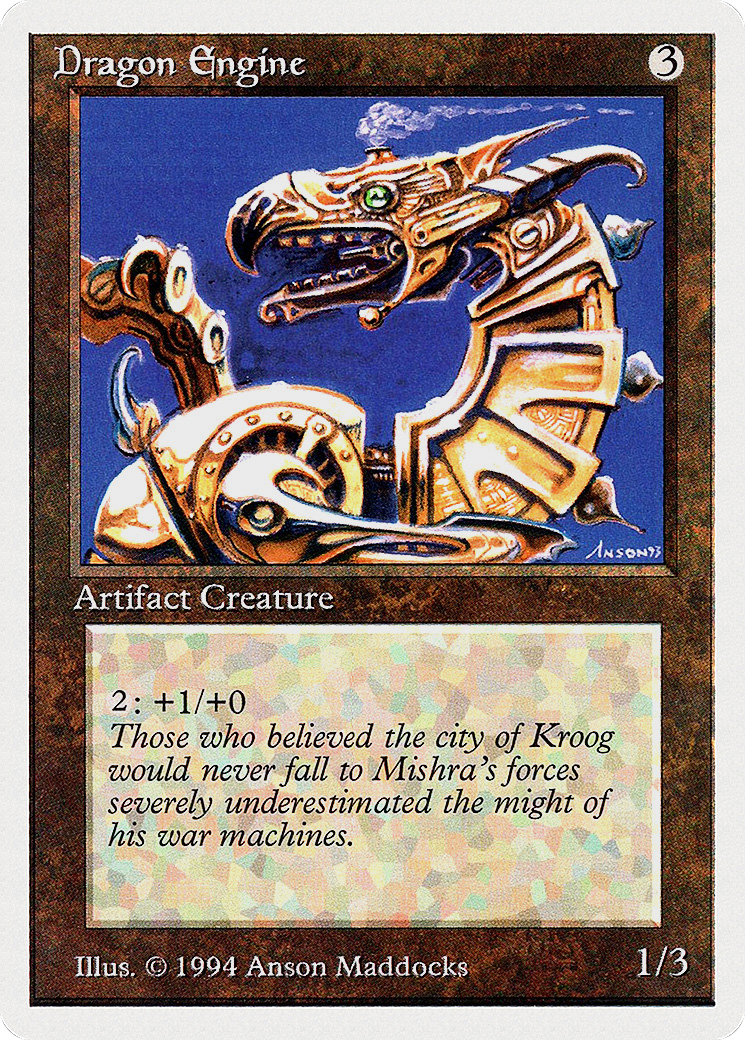 Dragon Engine 3
ANSON93
Artifact Creature
2: +1/+0
Those who believed the city of Kroog
would never fall to Mishra's forces
severely underestimated the might of
his war machines.
Illus. © 1994 Anson Maddocks 1/3